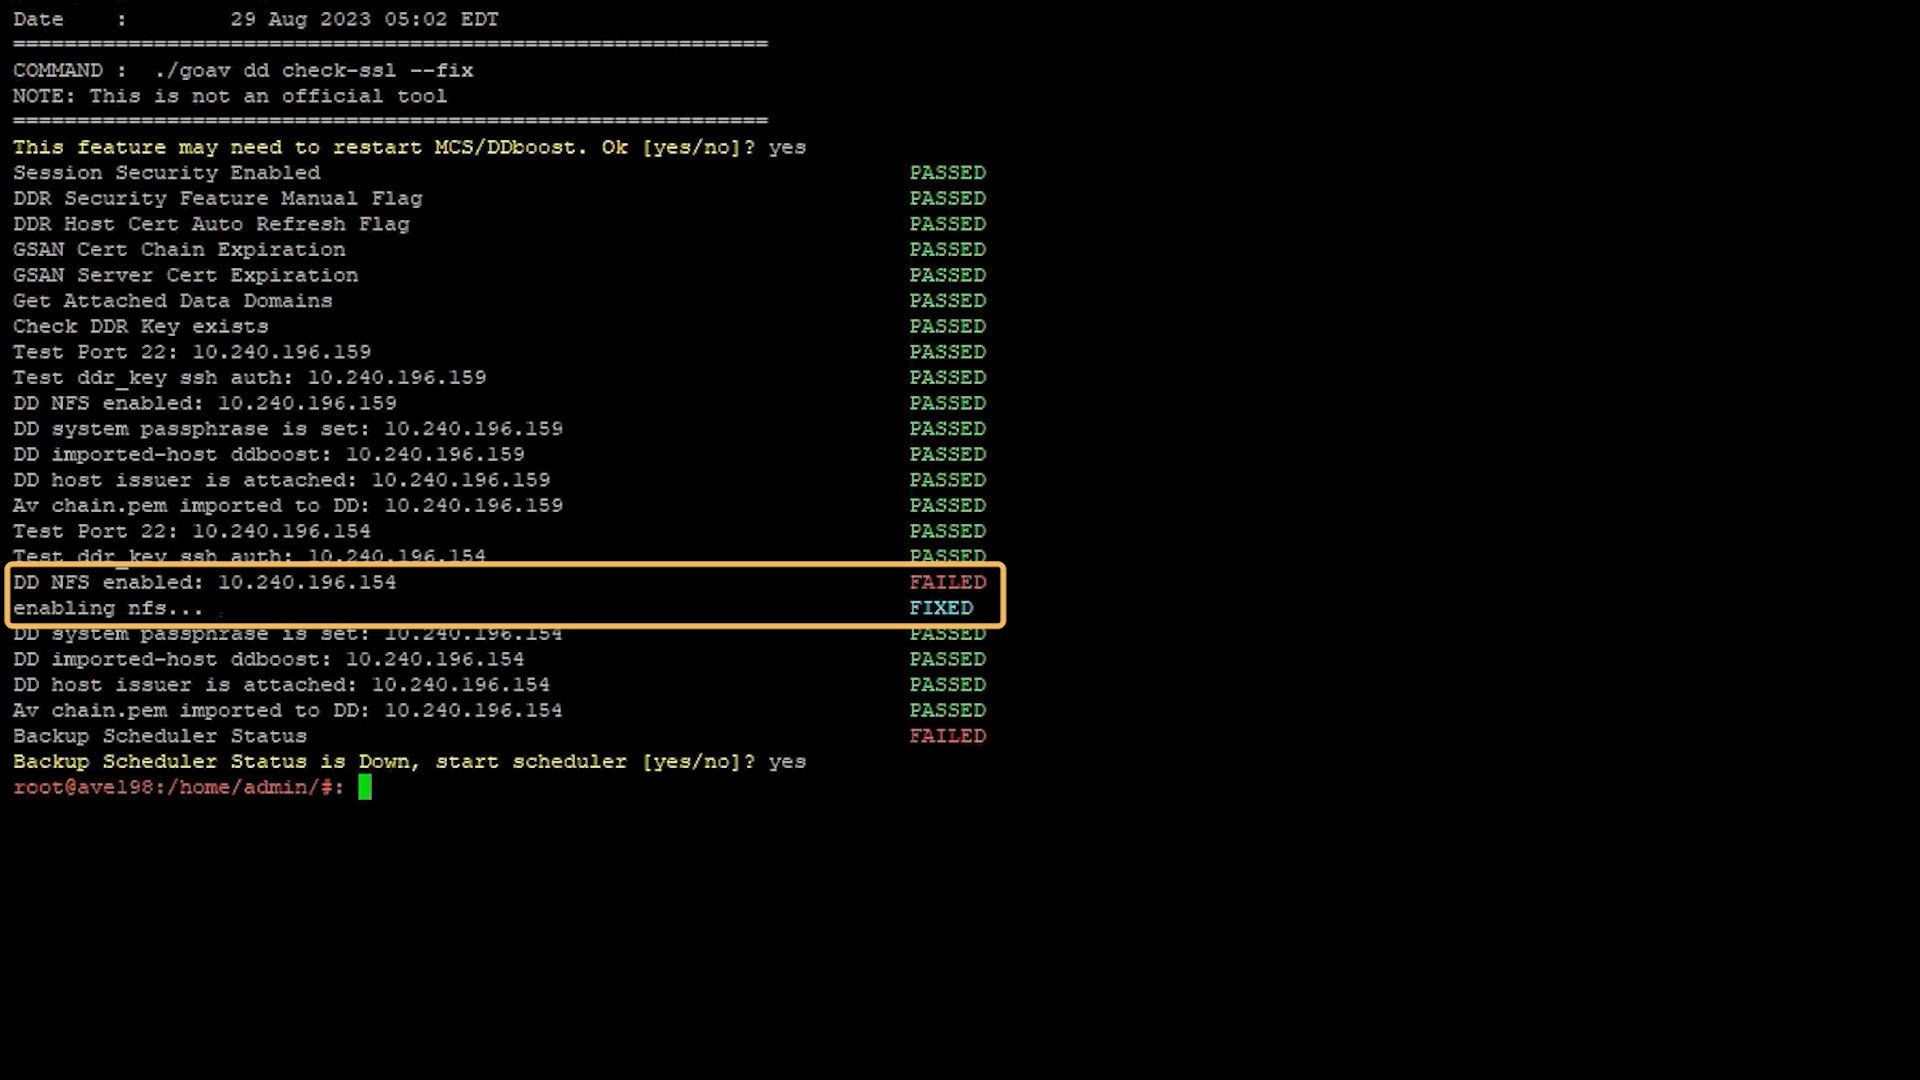 Date : 29 Aug 2023 05:02 EDT
===========================================================
COMMAND : ./goav dd check-ssl --fix
NOTE: This is not an official tool
===========================================================
This feature may need to restart MCS/DDboost. Ok [yes/no]? yes
Session Security Enabled PASSED
DDR Security Feature Manual Flag PASSED
DDR Host Cert Auto Refresh Flag PASSED
GSAN Cert Chain Expiration PASSED
GSAN Server Cert Expiration PASSED
Get Attached Data Domains PASSED
Check DDR Key exists PASSED
Test Port 22: 10.240.196.159 PASSED
Test ddr_key ssh auth: 10.240.196.159 PASSED
DD NFS enabled: 10.240.196.159 PASSED
DD system passphrase is set: 10.240.196.159 PASSED
DD imported-host ddboost: 10.240.196.159 PASSED
DD host issuer is attached: 10.240.196.159 PASSED
Av chain.pem imported to DD: 10.240.196.159 PASSED
Test Port 22: 10.240.196.154 PASSED
Test ddr_key ssh auth: 10.240.196.154 PASSED
DD NFS enabled: 10.240.196.154 FAILED
enabling nfs... FIXED
DD system passphrase is set: 10.240.196.154 PASSED
DD imported-host ddboost: 10.240.196.154 PASSED
DD host issuer is attached: 10.240.196.154 PASSED
Av chain.pem imported to DD: 10.240.196.154 PASSED
Backup Scheduler Status FAILED
Backup Scheduler Status is Down, start scheduler [yes/no]? yes
root@ave198:/home/admin/#: